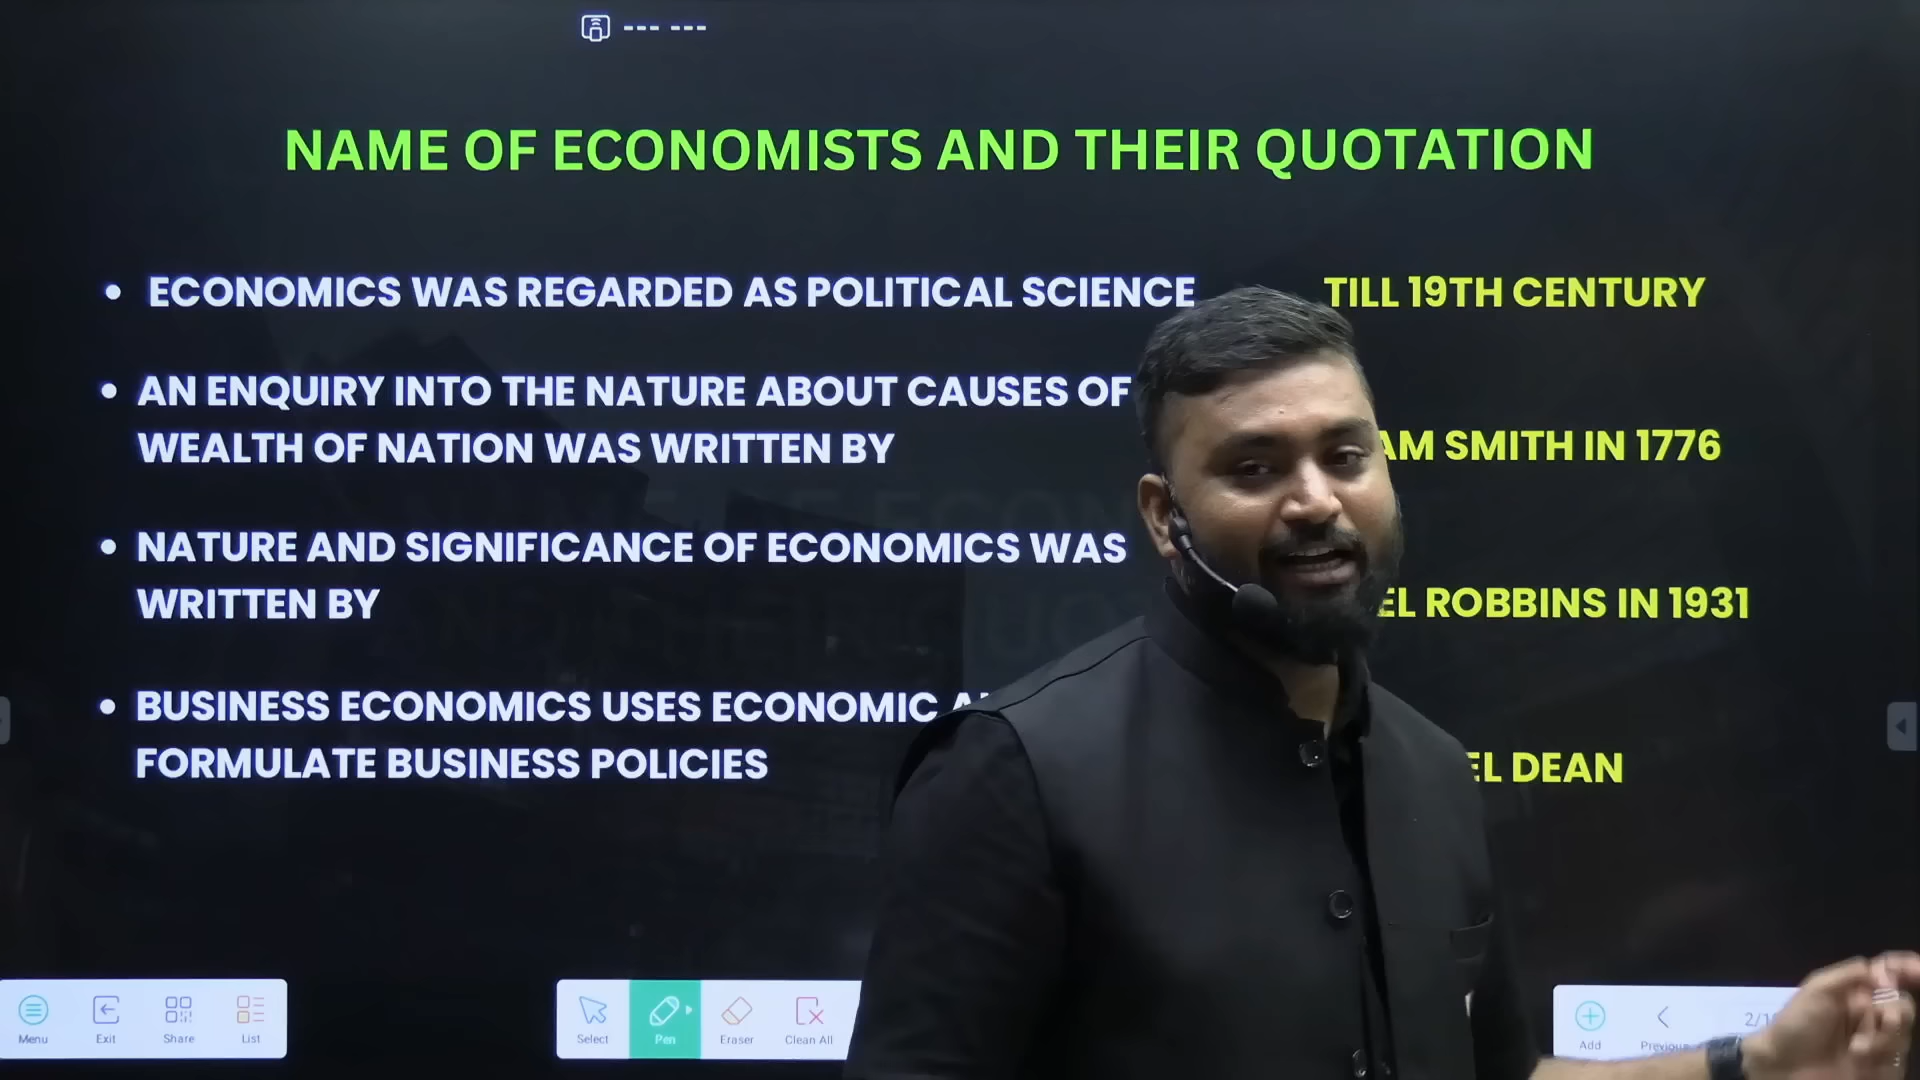 NAME OF ECONOMISTS AND THEIR QUOTATION
• ECONOMICS WAS REGARDED AS POLITICAL SCIENCE TILL 19TH CENTURY
• AN ENQUIRY INTO THE NATURE ABOUT CAUSES OF
WEALTH OF NATION WAS WRITTEN BY
SMITH IN 1776
• NATURE AND SIGNIFICANCE OF ECONOMICS WAS
WRITTEN BY
ROBBINS IN 1931
• BUSINESS ECONOMICS USES ECONOMIC
FORMULATE BUSINESS POLICIES
DEAN
Menu Exit Share List Select Pen Eraser Clean All Add Previous